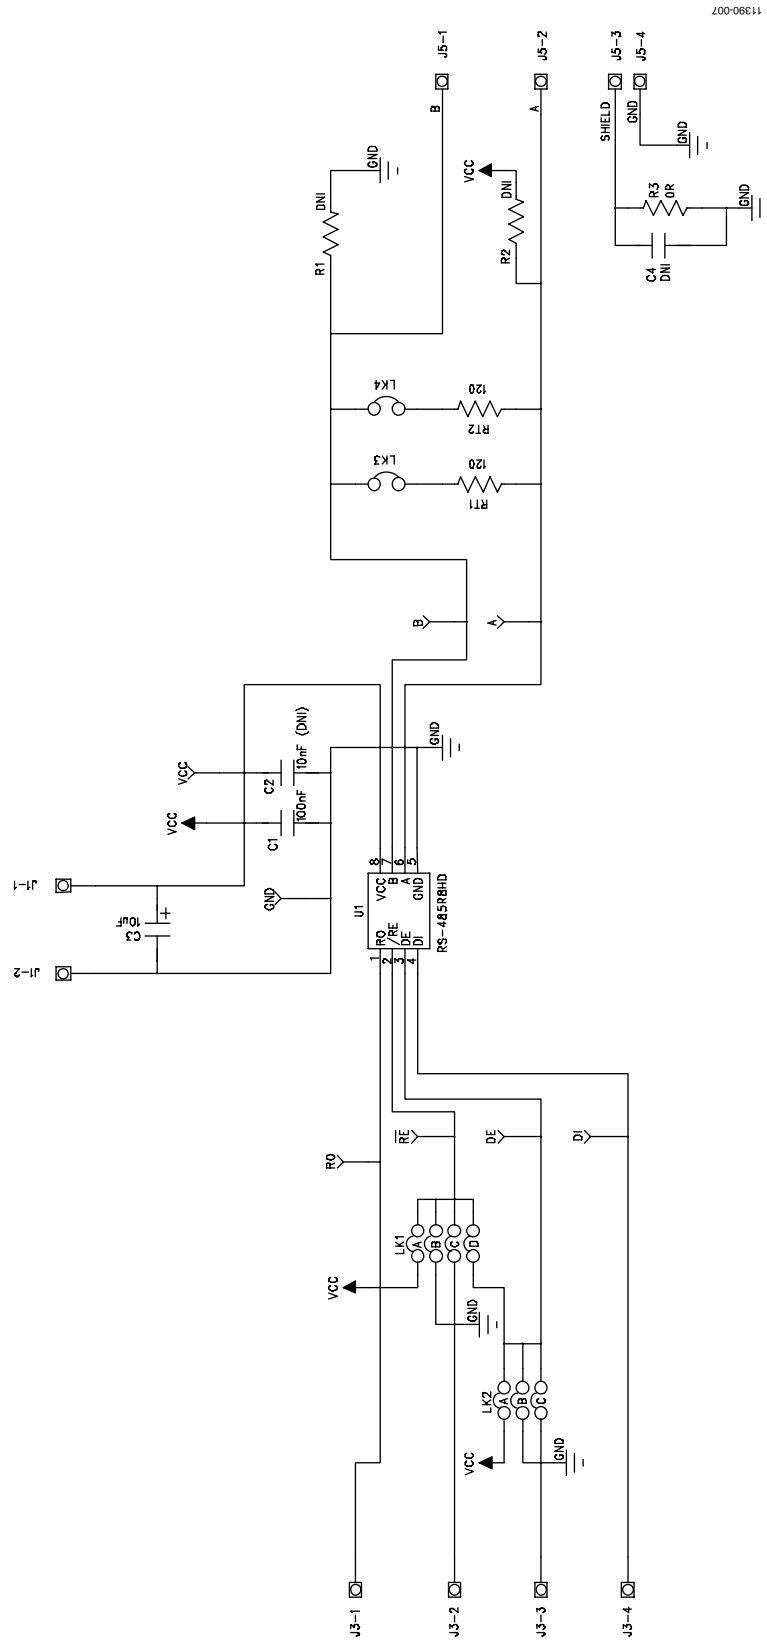 11390-007
J5-1
J5-2
J5-3
J5-4
B
A
SHIELD
GND
GND
GND
DNI
R1
VCC
DNI
R2
R3
0R
GND
C4
DNI
LK4
120
RT2
LK3
120
RT1
B
A
VCC
C2
10nF (DNI)
GND
VCC
C1
100nF
J1-1
GND
10uF
+
C3
J1-2
8
7
6
5
VCC
B
A
GND
U1
RS-485R8HD
RO
/RE
DE
DI
1
2
3
4
RO
RE
DE
DI
LK1
A
B
C
D
VCC
GND
LK2
A
B
C
VCC
GND
J3-1
J3-2
J3-3
J3-4